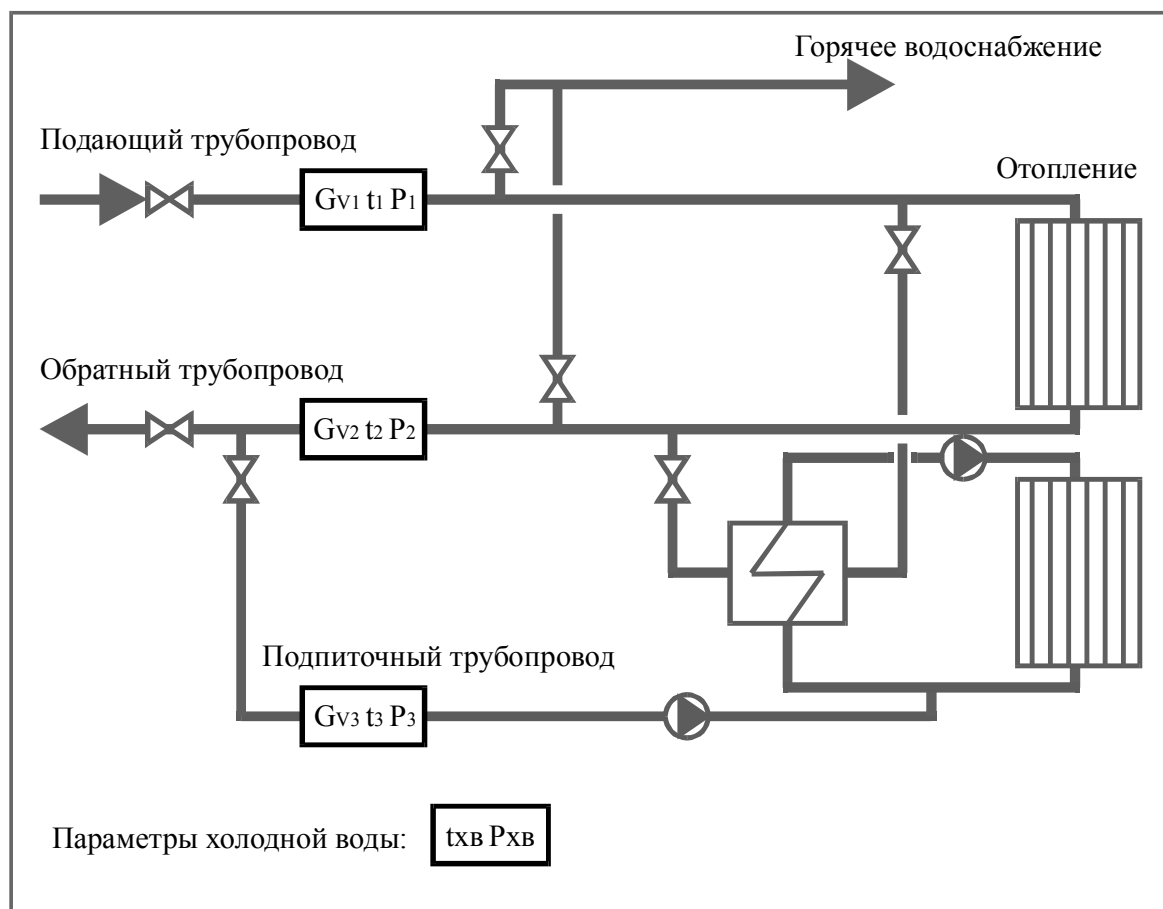 Горячее водоснабжение
Подающий трубопровод
Отопление
GV1 t1 P1
Обратный трубопровод
GV2 t2 P2
Подпиточный трубопровод
GV3 t3 P3
Параметры холодной воды:
tхв Pхв